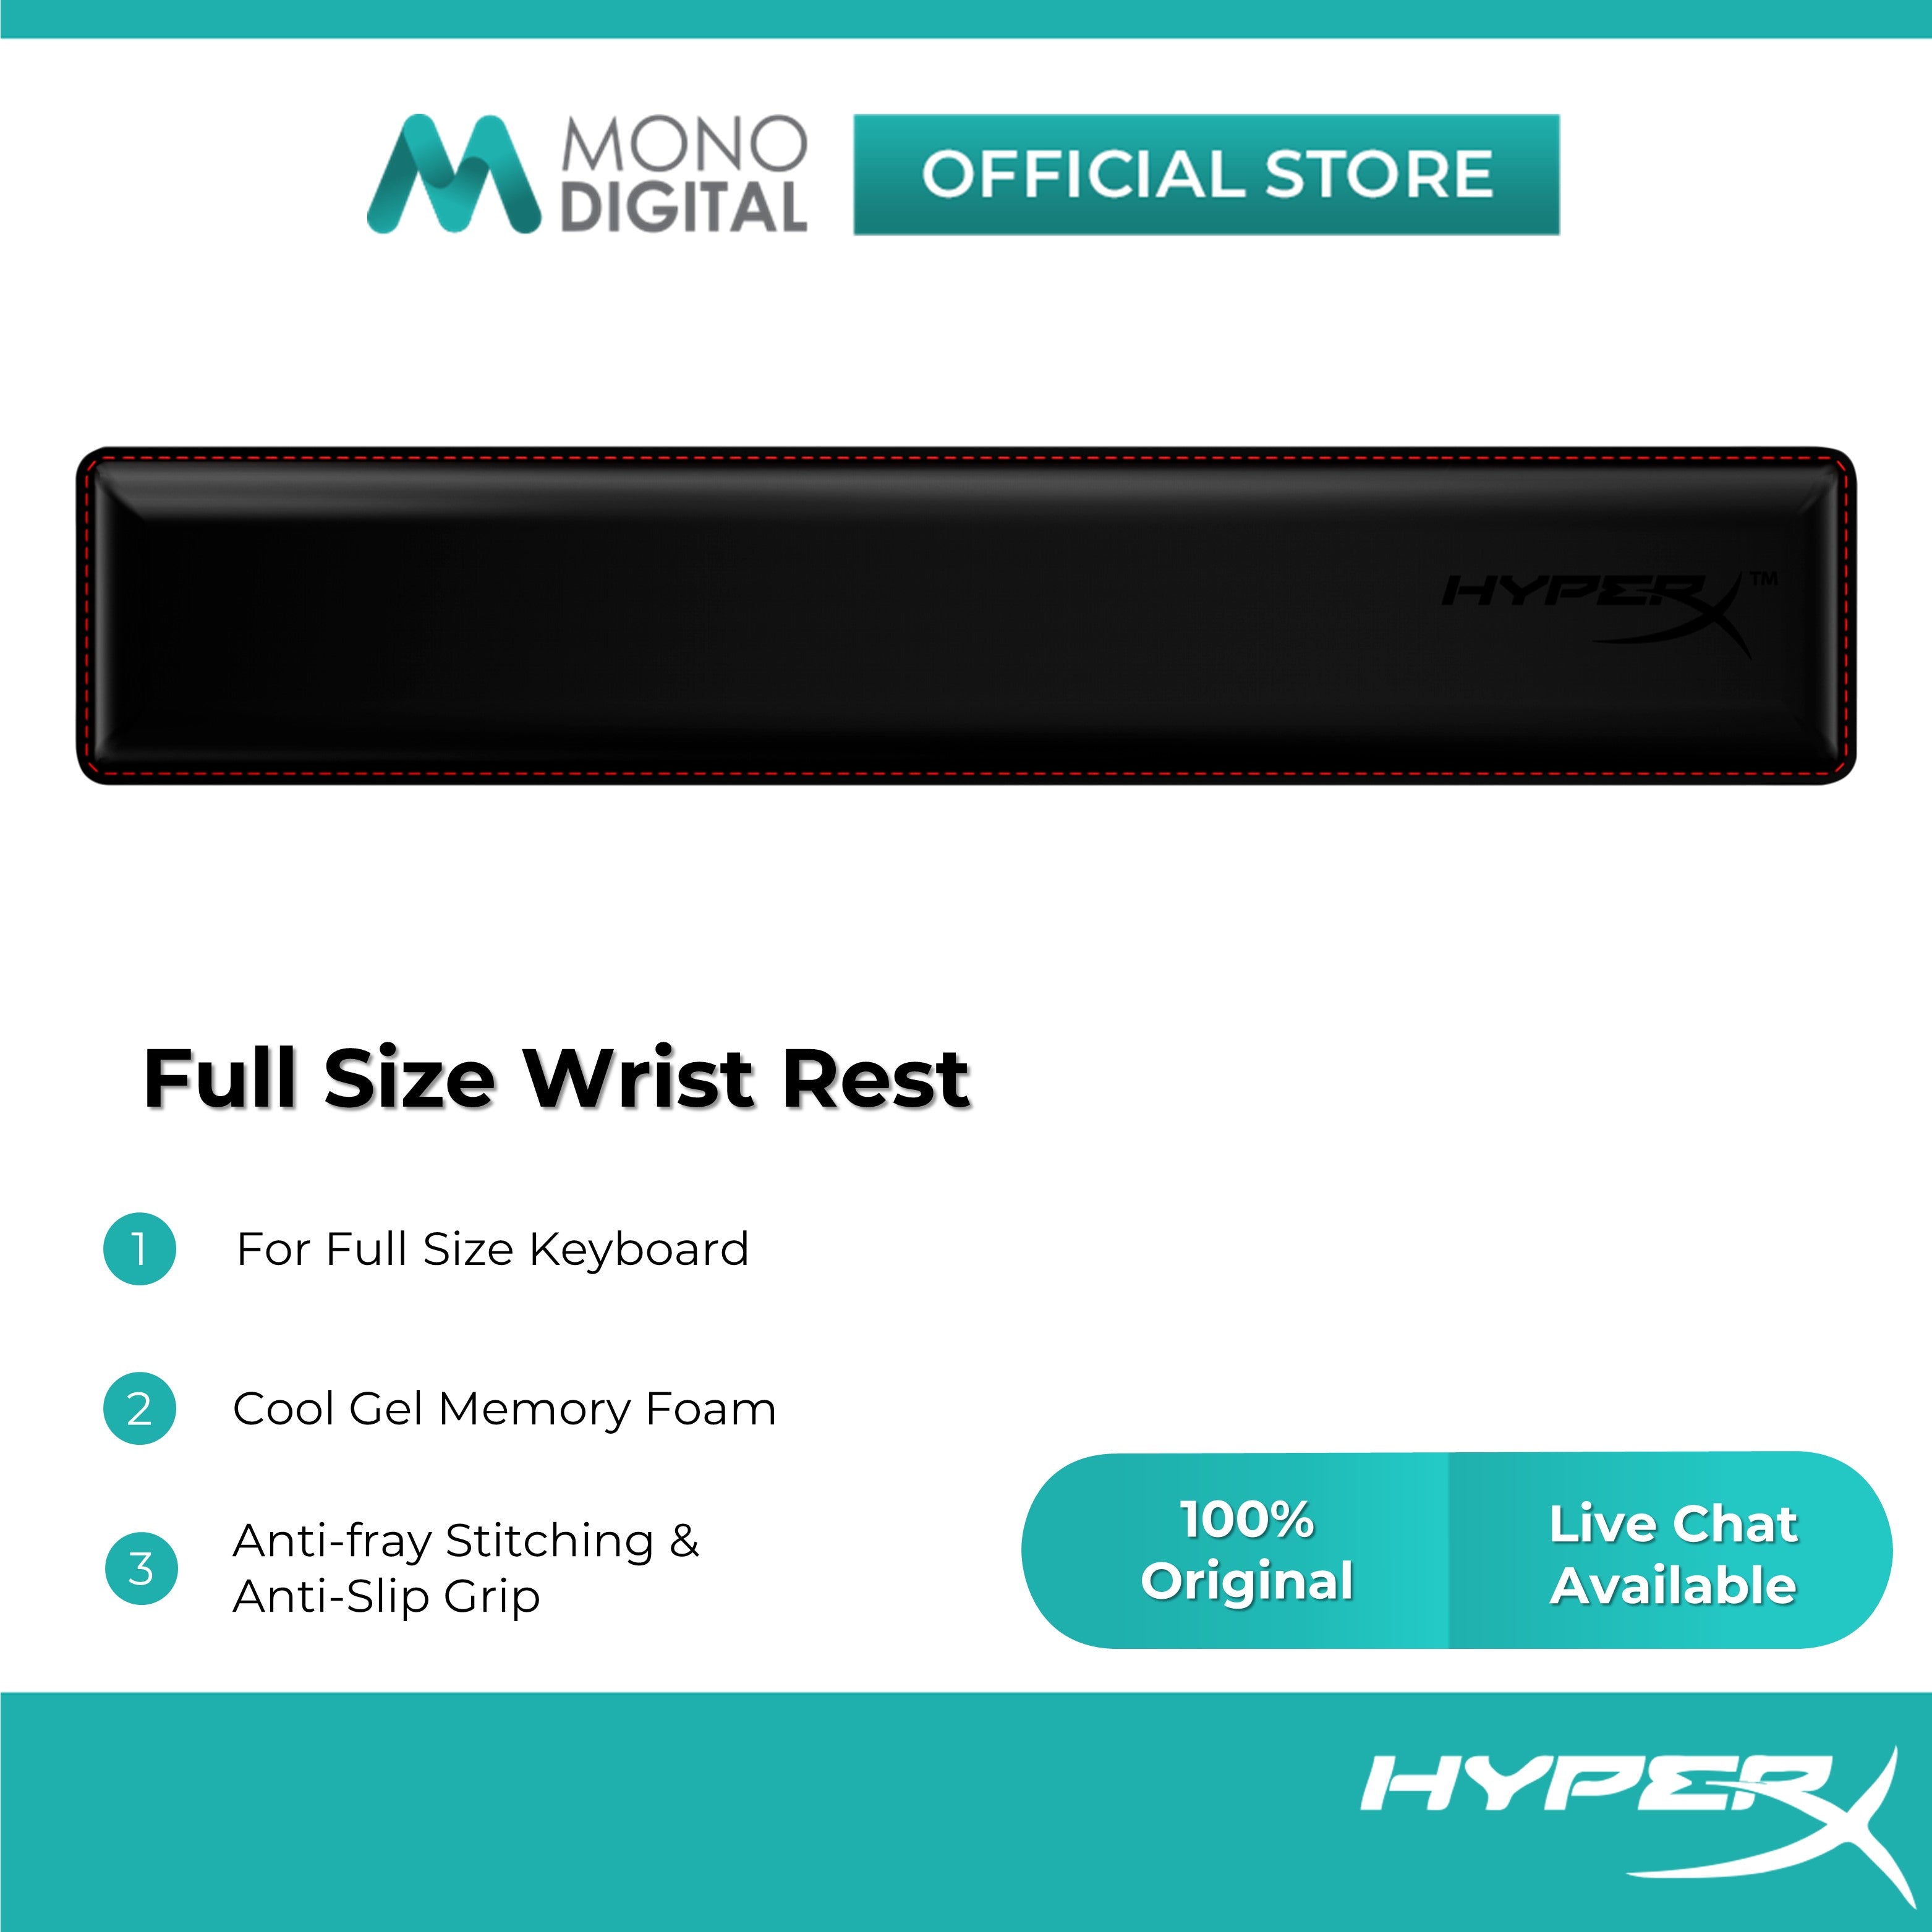 MONO
DIGITAL
OFFICIAL STORE
HYPERX™
Full Size Wrist Rest
1 For Full Size Keyboard
2 Cool Gel Memory Foam
3 Anti-fray Stitching &
Anti-Slip Grip
100%
Original
Live Chat
Available
HYPERX